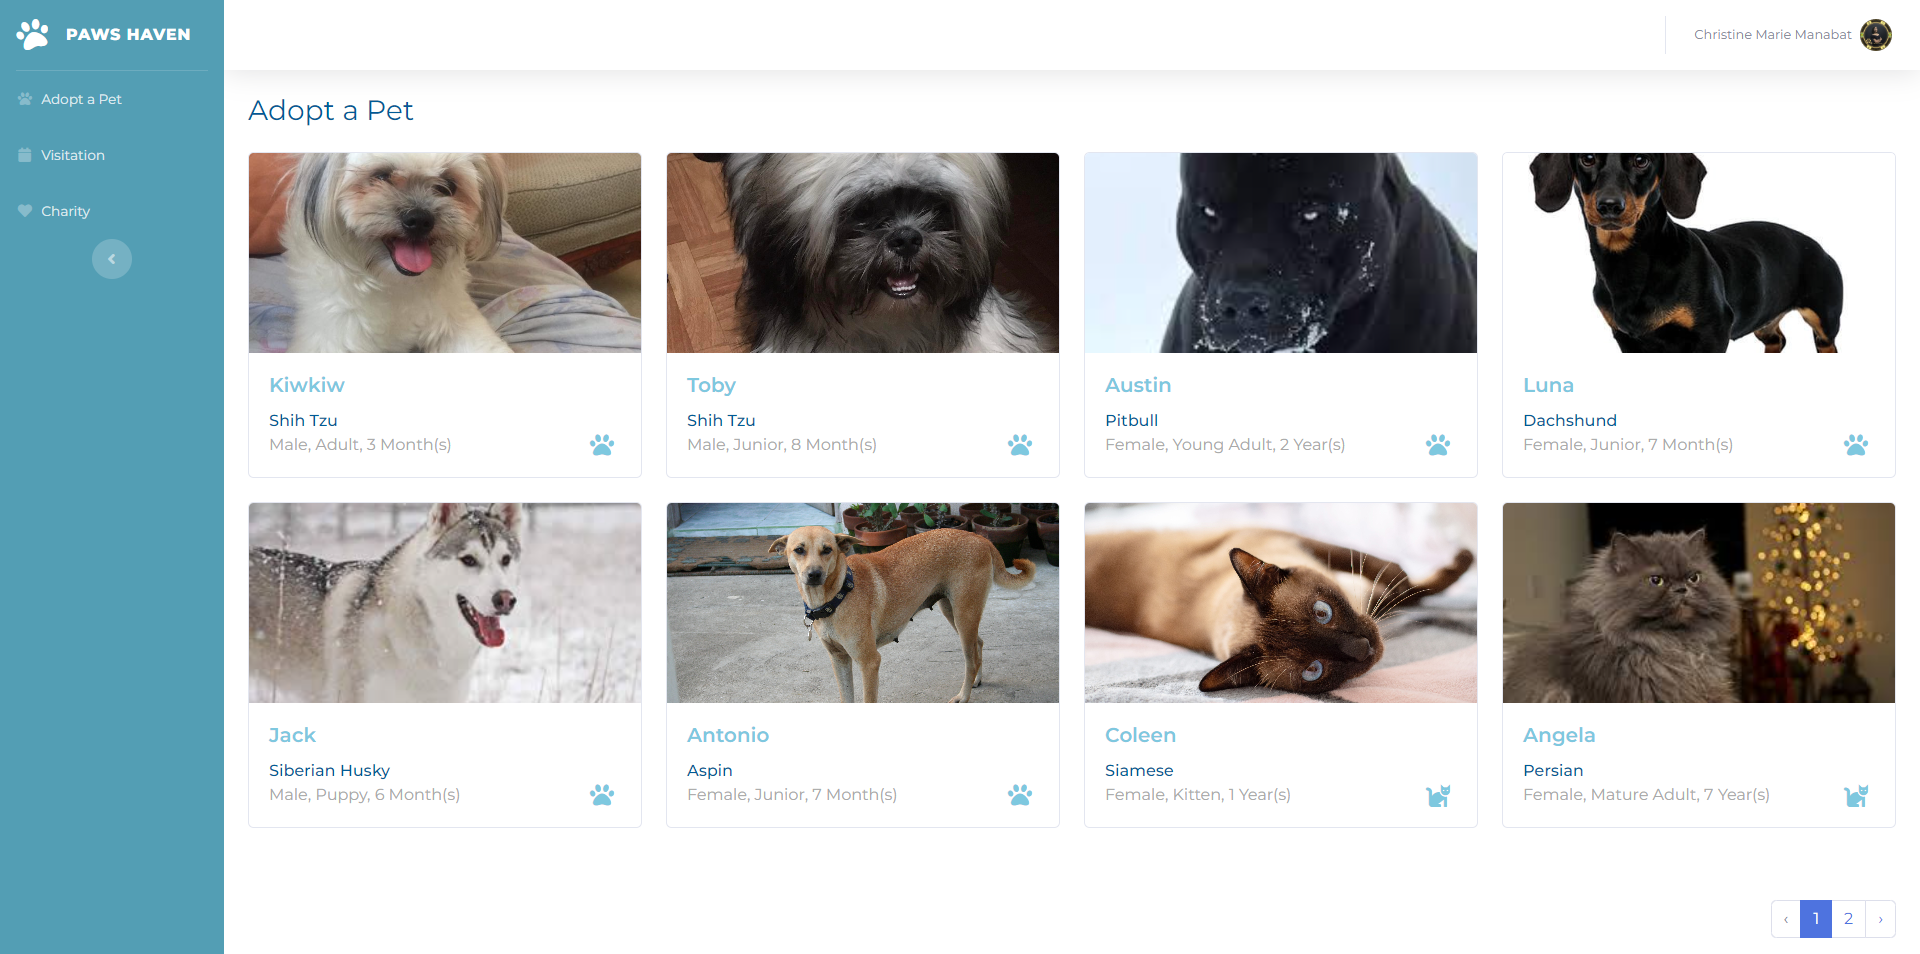 PAWS HAVEN
Christine Marie Manabat
Adopt a Pet
Visitation
Charity
Adopt a Pet
Kiwkiw
Shih Tzu
Male, Adult, 3 Month(s)
Toby
Shih Tzu
Male, Junior, 8 Month(s)
Austin
Pitbull
Female, Young Adult, 2 Year(s)
Luna
Dachshund
Female, Junior, 7 Month(s)
Jack
Siberian Husky
Male, Puppy, 6 Month(s)
Antonio
Aspin
Female, Junior, 7 Month(s)
Coleen
Siamese
Female, Kitten, 1 Year(s)
Angela
Persian
Female, Mature Adult, 7 Year(s)
‹ 1 2 ›